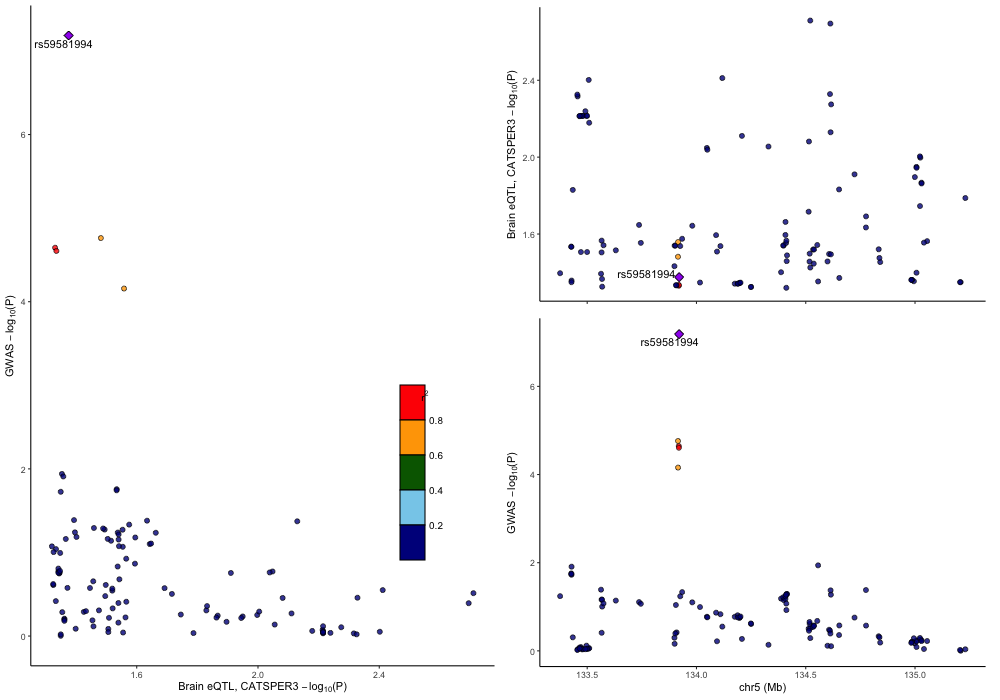 rs59581994
6
4
2
0
GWAS − log10(P)
1.6
2.0
2.4
Brain eQTL, CATSPER3 − log10(P)
r2
0.8
0.6
0.4
0.2
2.4
2.0
1.6
Brain eQTL, CATSPER3 − log10(P)
rs59581994
rs59581994
6
4
2
0
GWAS − log10(P)
133.5
134.0
134.5
135.0
chr5 (Mb)